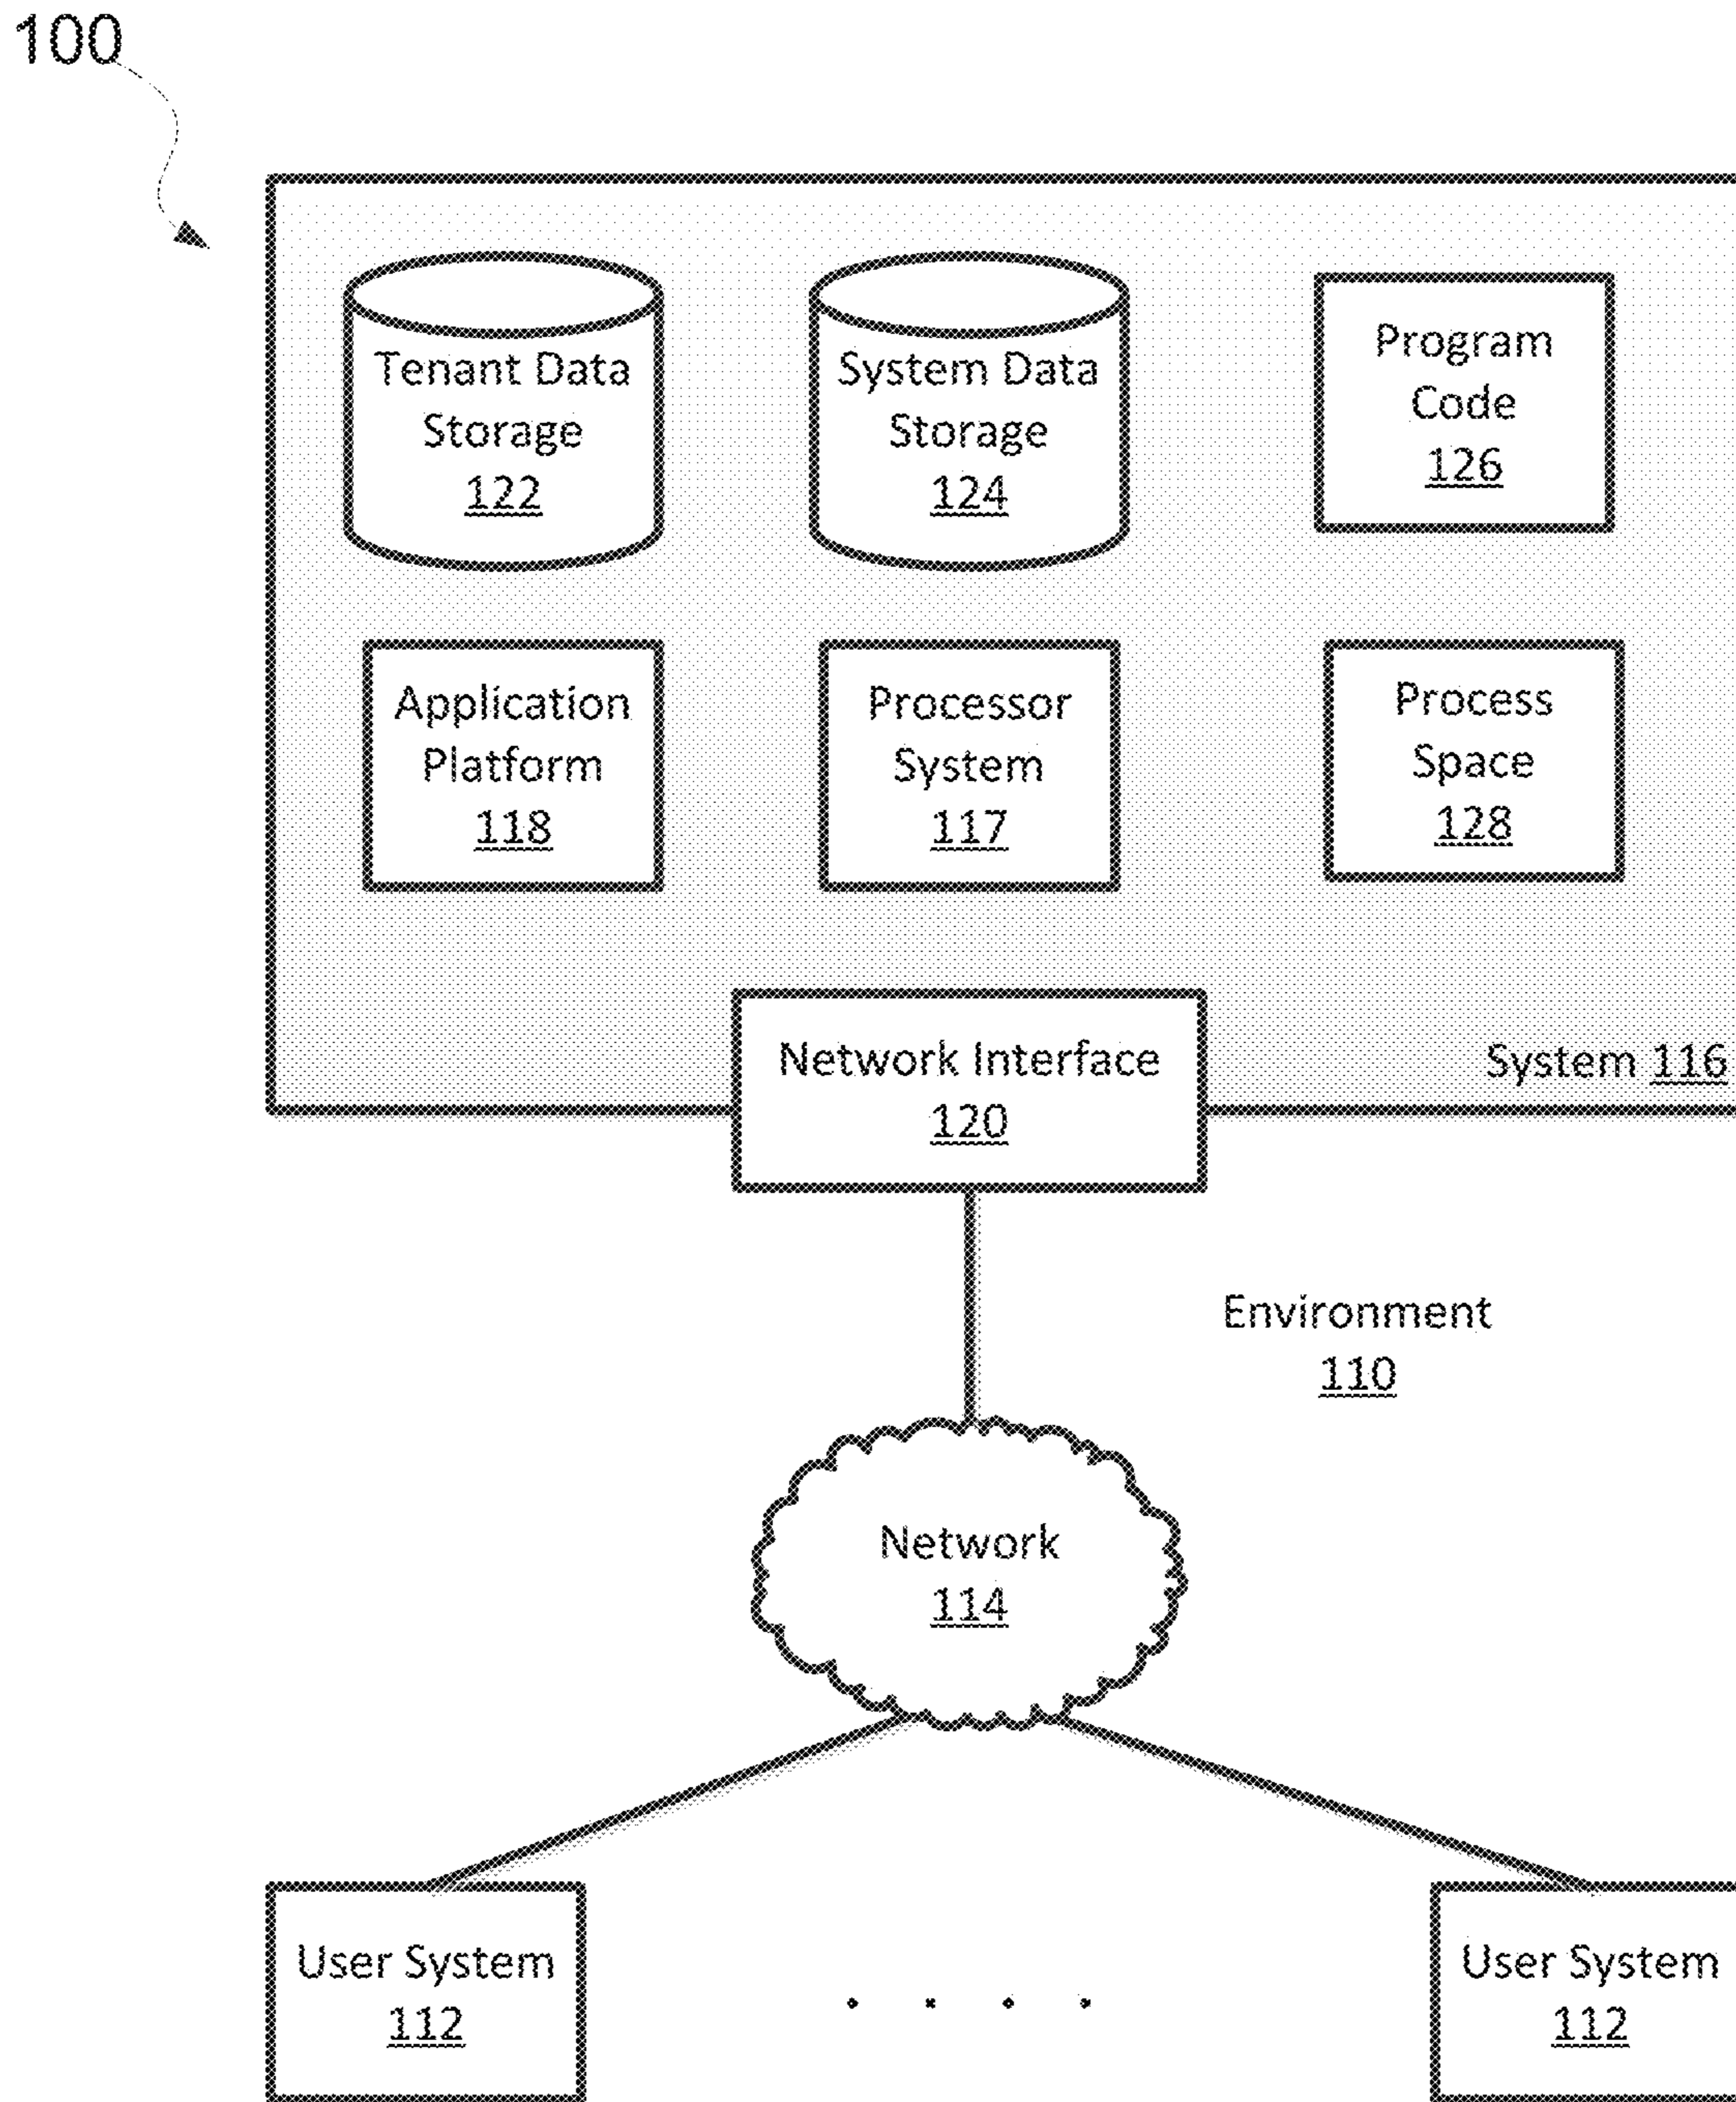 100
Tenant Data
Storage
122
System Data
Storage
124
Program
Code
126
Application
Platform
118
Processor
System
117
Process
Space
128
Network Interface
120
System 116
Environment
110
Network
114
User System
112
. . . .
User System
112